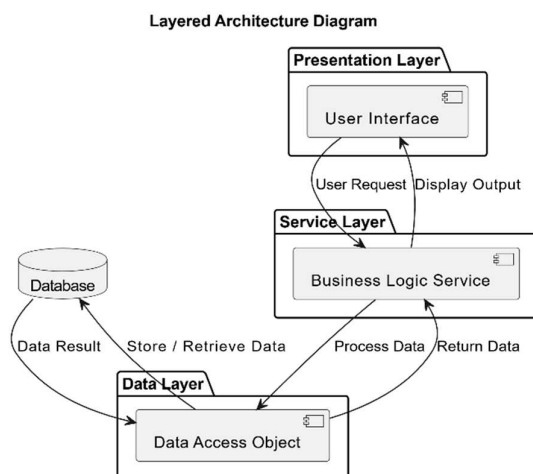 Layered Architecture Diagram
Presentation Layer
User Interface
User Request
Display Output
Service Layer
Business Logic Service
Database
Data Result
Store / Retrieve Data
Process Data
Return Data
Data Layer
Data Access Object